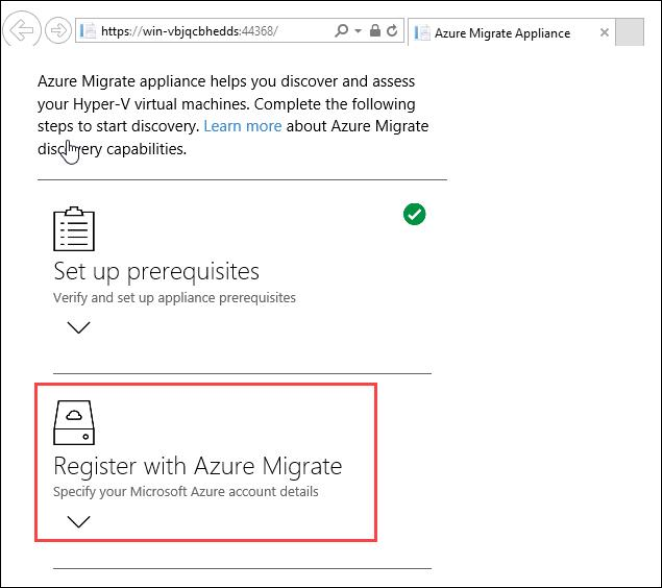 https://win-vbjqcbhedds:44368/
Azure Migrate Appliance
Azure Migrate appliance helps you discover and assess
your Hyper-V virtual machines. Complete the following
steps to start discovery. Learn more about Azure Migrate
discovery capabilities.
Set up prerequisites
Verify and set up appliance prerequisites
Register with Azure Migrate
Specify your Microsoft Azure account details